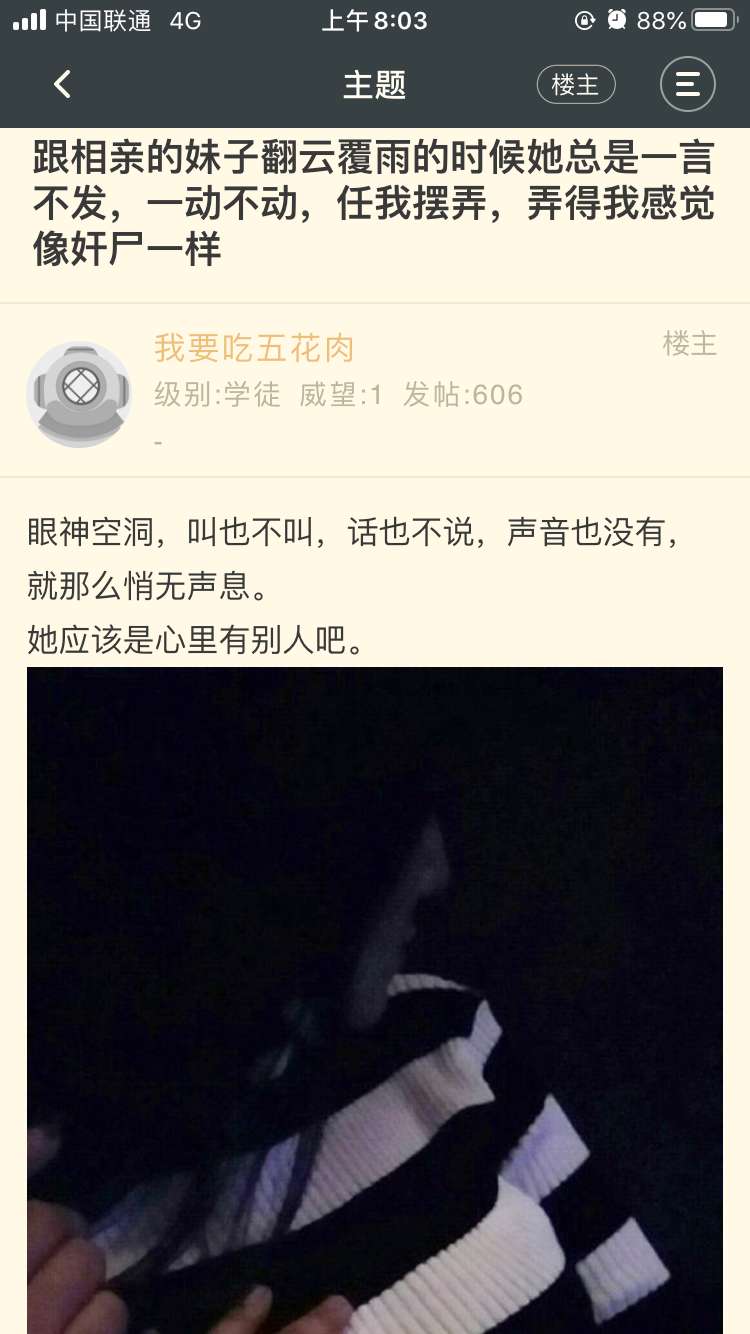 中国联通 4G 上午8:03 88%
主题 楼主
跟相亲的妹子翻云覆雨的时候她总是一言
不发，一动不动，任我摆弄，弄得我感觉
像奸尸一样
我要吃五花肉 楼主
级别:学徒 威望:1 发帖:606
-
眼神空洞，叫也不叫，话也不说，声音也没有，
就那么悄无声息。
她应该是心里有别人吧。